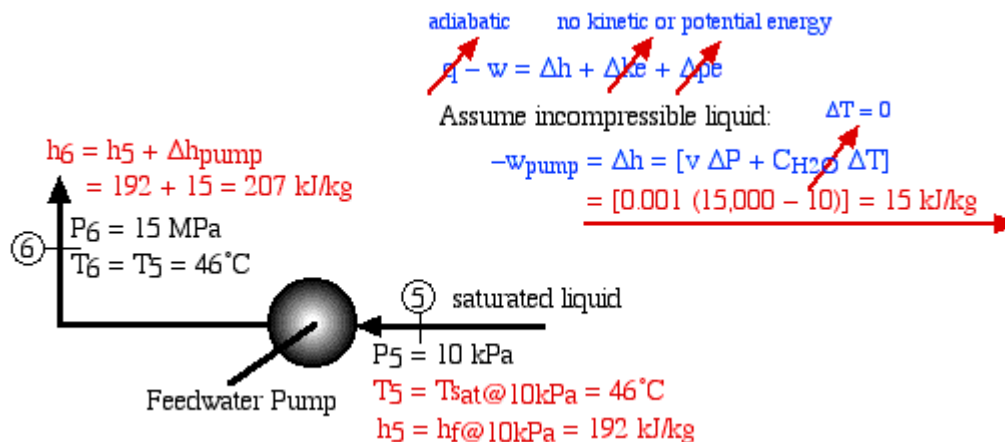 adiabatic no kinetic or potential energy
q – w = Δh + Δke + Δpe
Assume incompressible liquid: ΔT = 0
–wpump = Δh = [v ΔP + CH2O ΔT]
= [0.001 (15,000 – 10)] = 15 kJ/kg
h6 = h5 + Δhpump
= 192 + 15 = 207 kJ/kg
P6 = 15 MPa
6
T6 = T5 = 46°C
5 saturated liquid
P5 = 10 kPa
Feedwater Pump
T5 = Tsat@10kPa = 46°C
h5 = hf@10kPa = 192 kJ/kg